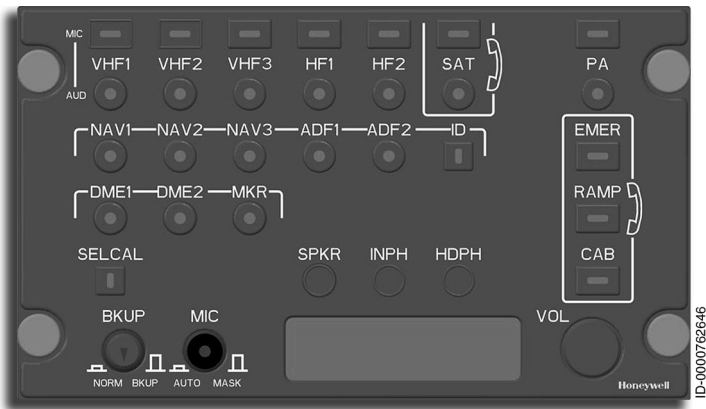 MIC
VHF1 VHF2 VHF3 HF1 HF2 SAT PA
AUD
NAV1 NAV2 NAV3 ADF1 ADF2 ID EMER
DME1 DME2 MKR RAMP
SELCAL SPKR INPH HDPH CAB
BKUP MIC VOL
NORM BKUP AUTO MASK
Honeywell
ID-0000762646